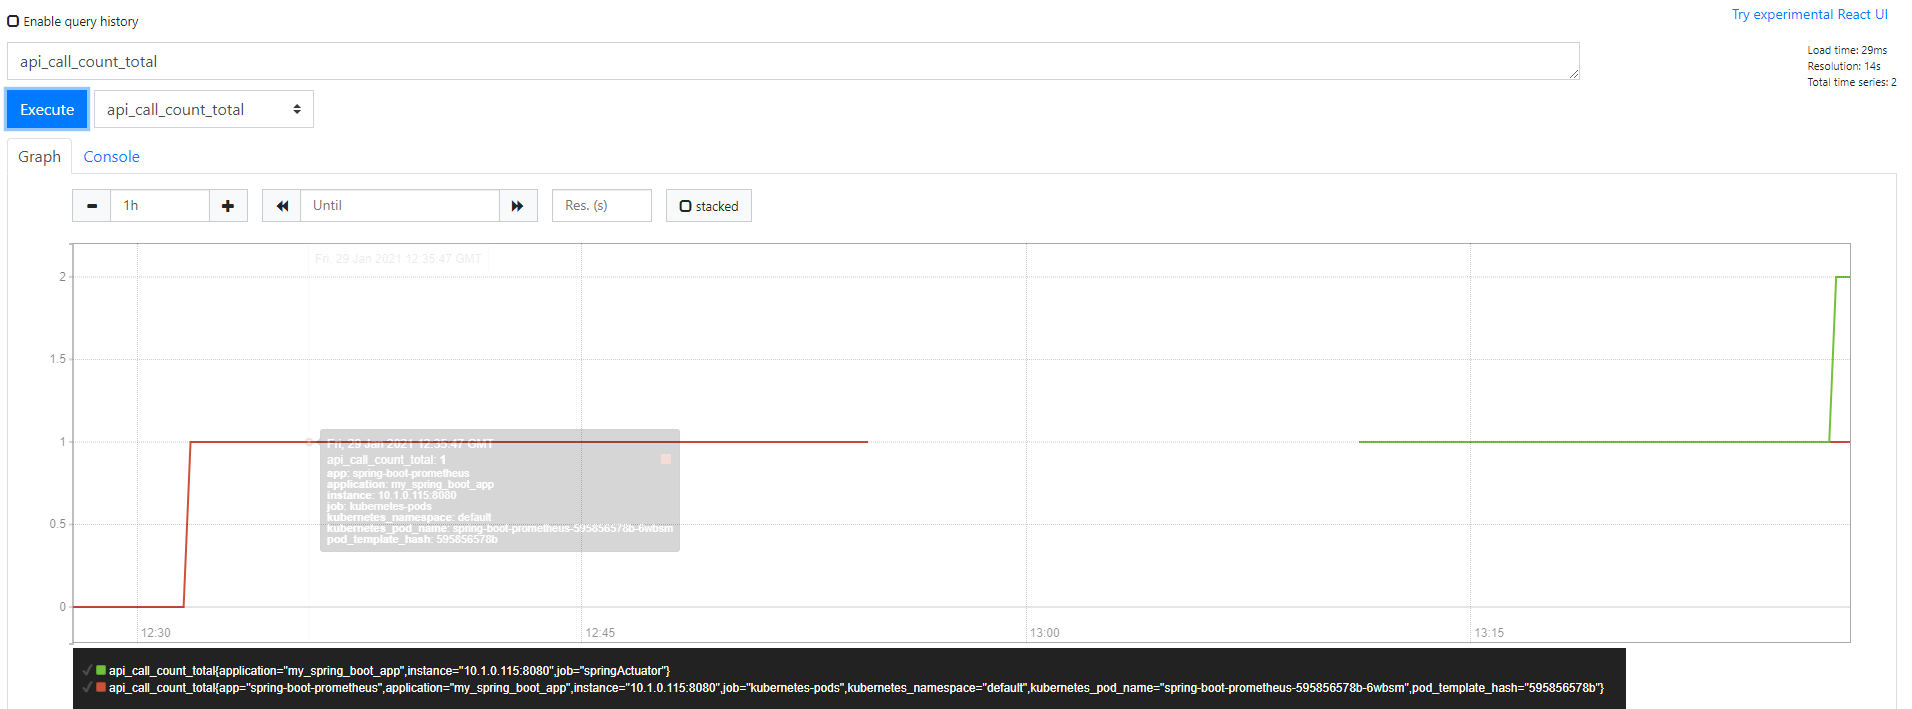 Enable query history
Try experimental React UI
api_call_count_total
Load time: 29ms
Resolution: 14s
Total time series: 2
Execute
api_call_count_total
Graph
Console
1h
Until
Res. (s)
stacked
Fri, 29 Jan 2021 12:35:47 GMT
2
1.5
1
0.5
0
Fri, 29 Jan 2021 12:35:47 GMT
api_call_count_total: 1
app: spring-boot-prometheus
application: my_spring_boot_app
instance: 10.1.0.115:8080
job: kubernetes-pods
kubernetes_namespace: default
kubernetes_pod_name: spring-boot-prometheus-595856578b-6wbsm
pod_template_hash: 595856578b
12:30
12:45
13:00
13:15
api_call_count_total{application="my_spring_boot_app",instance="10.1.0.115:8080",job="springActuator"}
api_call_count_total{app="spring-boot-prometheus",application="my_spring_boot_app",instance="10.1.0.115:8080",job="kubernetes-pods",kubernetes_namespace="default",kubernetes_pod_name="spring-boot-prometheus-595856578b-6wbsm",pod_template_hash="595856578b"}